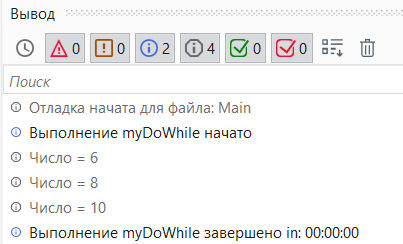 Вывод
0 0 2 4 0 0
Поиск
Отладка начата для файла: Main
Выполнение myDoWhile начато
Число = 6
Число = 8
Число = 10
Выполнение myDoWhile завершено in: 00:00:00